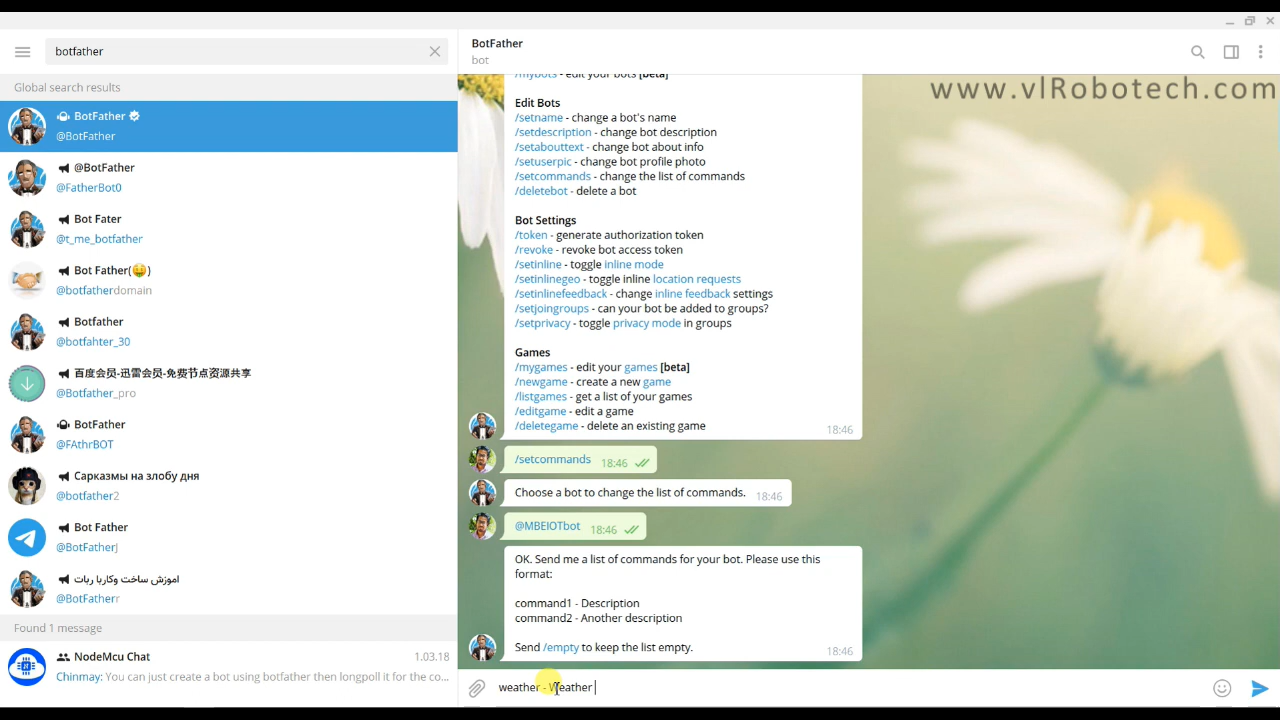 botfather
Global search results
BotFather
@BotFather
@BotFather
@FatherBot0
Bot Fater
@t_me_botfather
Bot Father(🤑)
@botfatherdomain
Botfather
@botfahter_30
百度会员-迅雷会员-免费节点资源共享
@Botfather_pro
BotFather
@FAthrBOT
Сарказмы на злобу дня
@botfather2
Bot Father
@BotFatherJ
اموزش ساخت وکاربا ربات
@BotFatherr
Found 1 message
NodeMcu Chat 1.03.18
Chinmay: You can just create a bot using botfather then longpoll it for the co...
BotFather
bot
www.vlRobotech.com
/mybots - edit your bots [beta]
Edit Bots
/setname - change a bot's name
/setdescription - change bot description
/setabouttext - change bot about info
/setuserpic - change bot profile photo
/setcommands - change the list of commands
/deletebot - delete a bot
Bot Settings
/token - generate authorization token
/revoke - revoke bot access token
/setinline - toggle inline mode
/setinlinegeo - toggle inline location requests
/setinlinefeedback - change inline feedback settings
/setjoingroups - can your bot be added to groups?
/setprivacy - toggle privacy mode in groups
Games
/mygames - edit your games [beta]
/newgame - create a new game
/listgames - get a list of your games
/editgame - edit a game
/deletegame - delete an existing game
18:46
/setcommands 18:46
Choose a bot to change the list of commands. 18:46
@MBEIOTbot 18:46
OK. Send me a list of commands for your bot. Please use this
format:
command1 - Description
command2 - Another description
Send /empty to keep the list empty.
18:46
weather - Weather